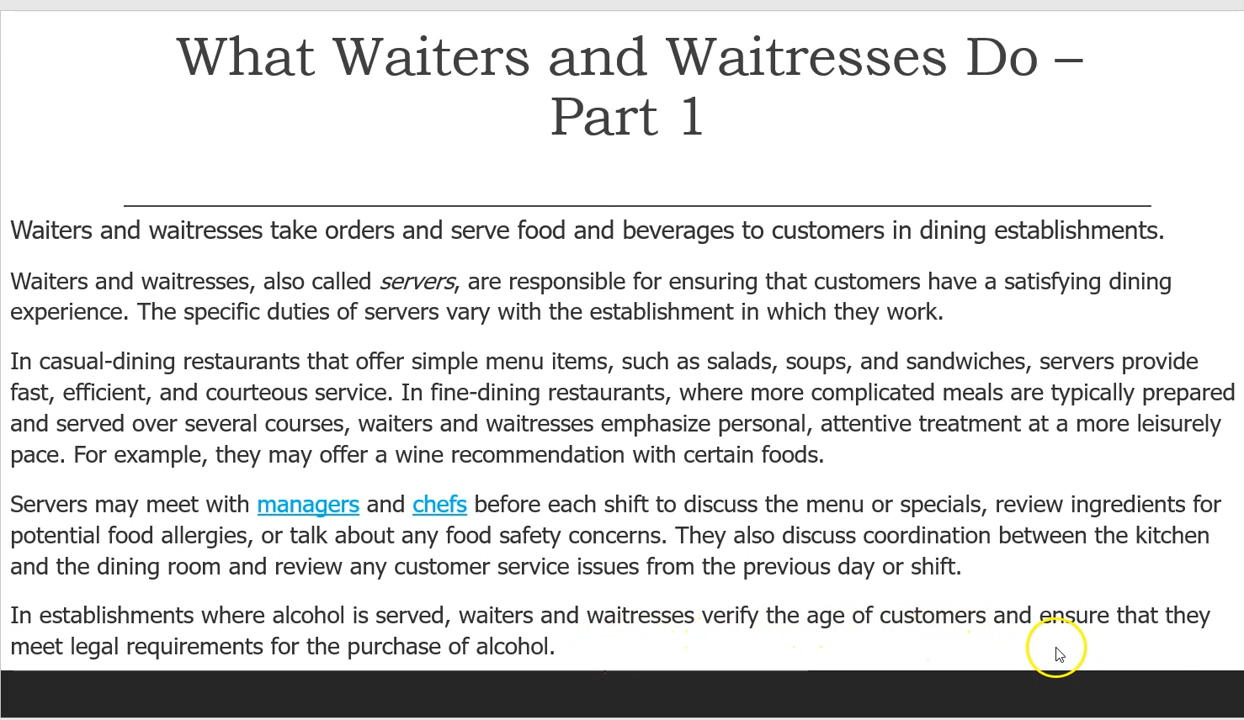 What Waiters and Waitresses Do –
Part 1
Waiters and waitresses take orders and serve food and beverages to customers in dining establishments.
Waiters and waitresses, also called servers, are responsible for ensuring that customers have a satisfying dining
experience. The specific duties of servers vary with the establishment in which they work.
In casual-dining restaurants that offer simple menu items, such as salads, soups, and sandwiches, servers provide
fast, efficient, and courteous service. In fine-dining restaurants, where more complicated meals are typically prepared
and served over several courses, waiters and waitresses emphasize personal, attentive treatment at a more leisurely
pace. For example, they may offer a wine recommendation with certain foods.
Servers may meet with managers and chefs before each shift to discuss the menu or specials, review ingredients for
potential food allergies, or talk about any food safety concerns. They also discuss coordination between the kitchen
and the dining room and review any customer service issues from the previous day or shift.
In establishments where alcohol is served, waiters and waitresses verify the age of customers and ensure that they
meet legal requirements for the purchase of alcohol.